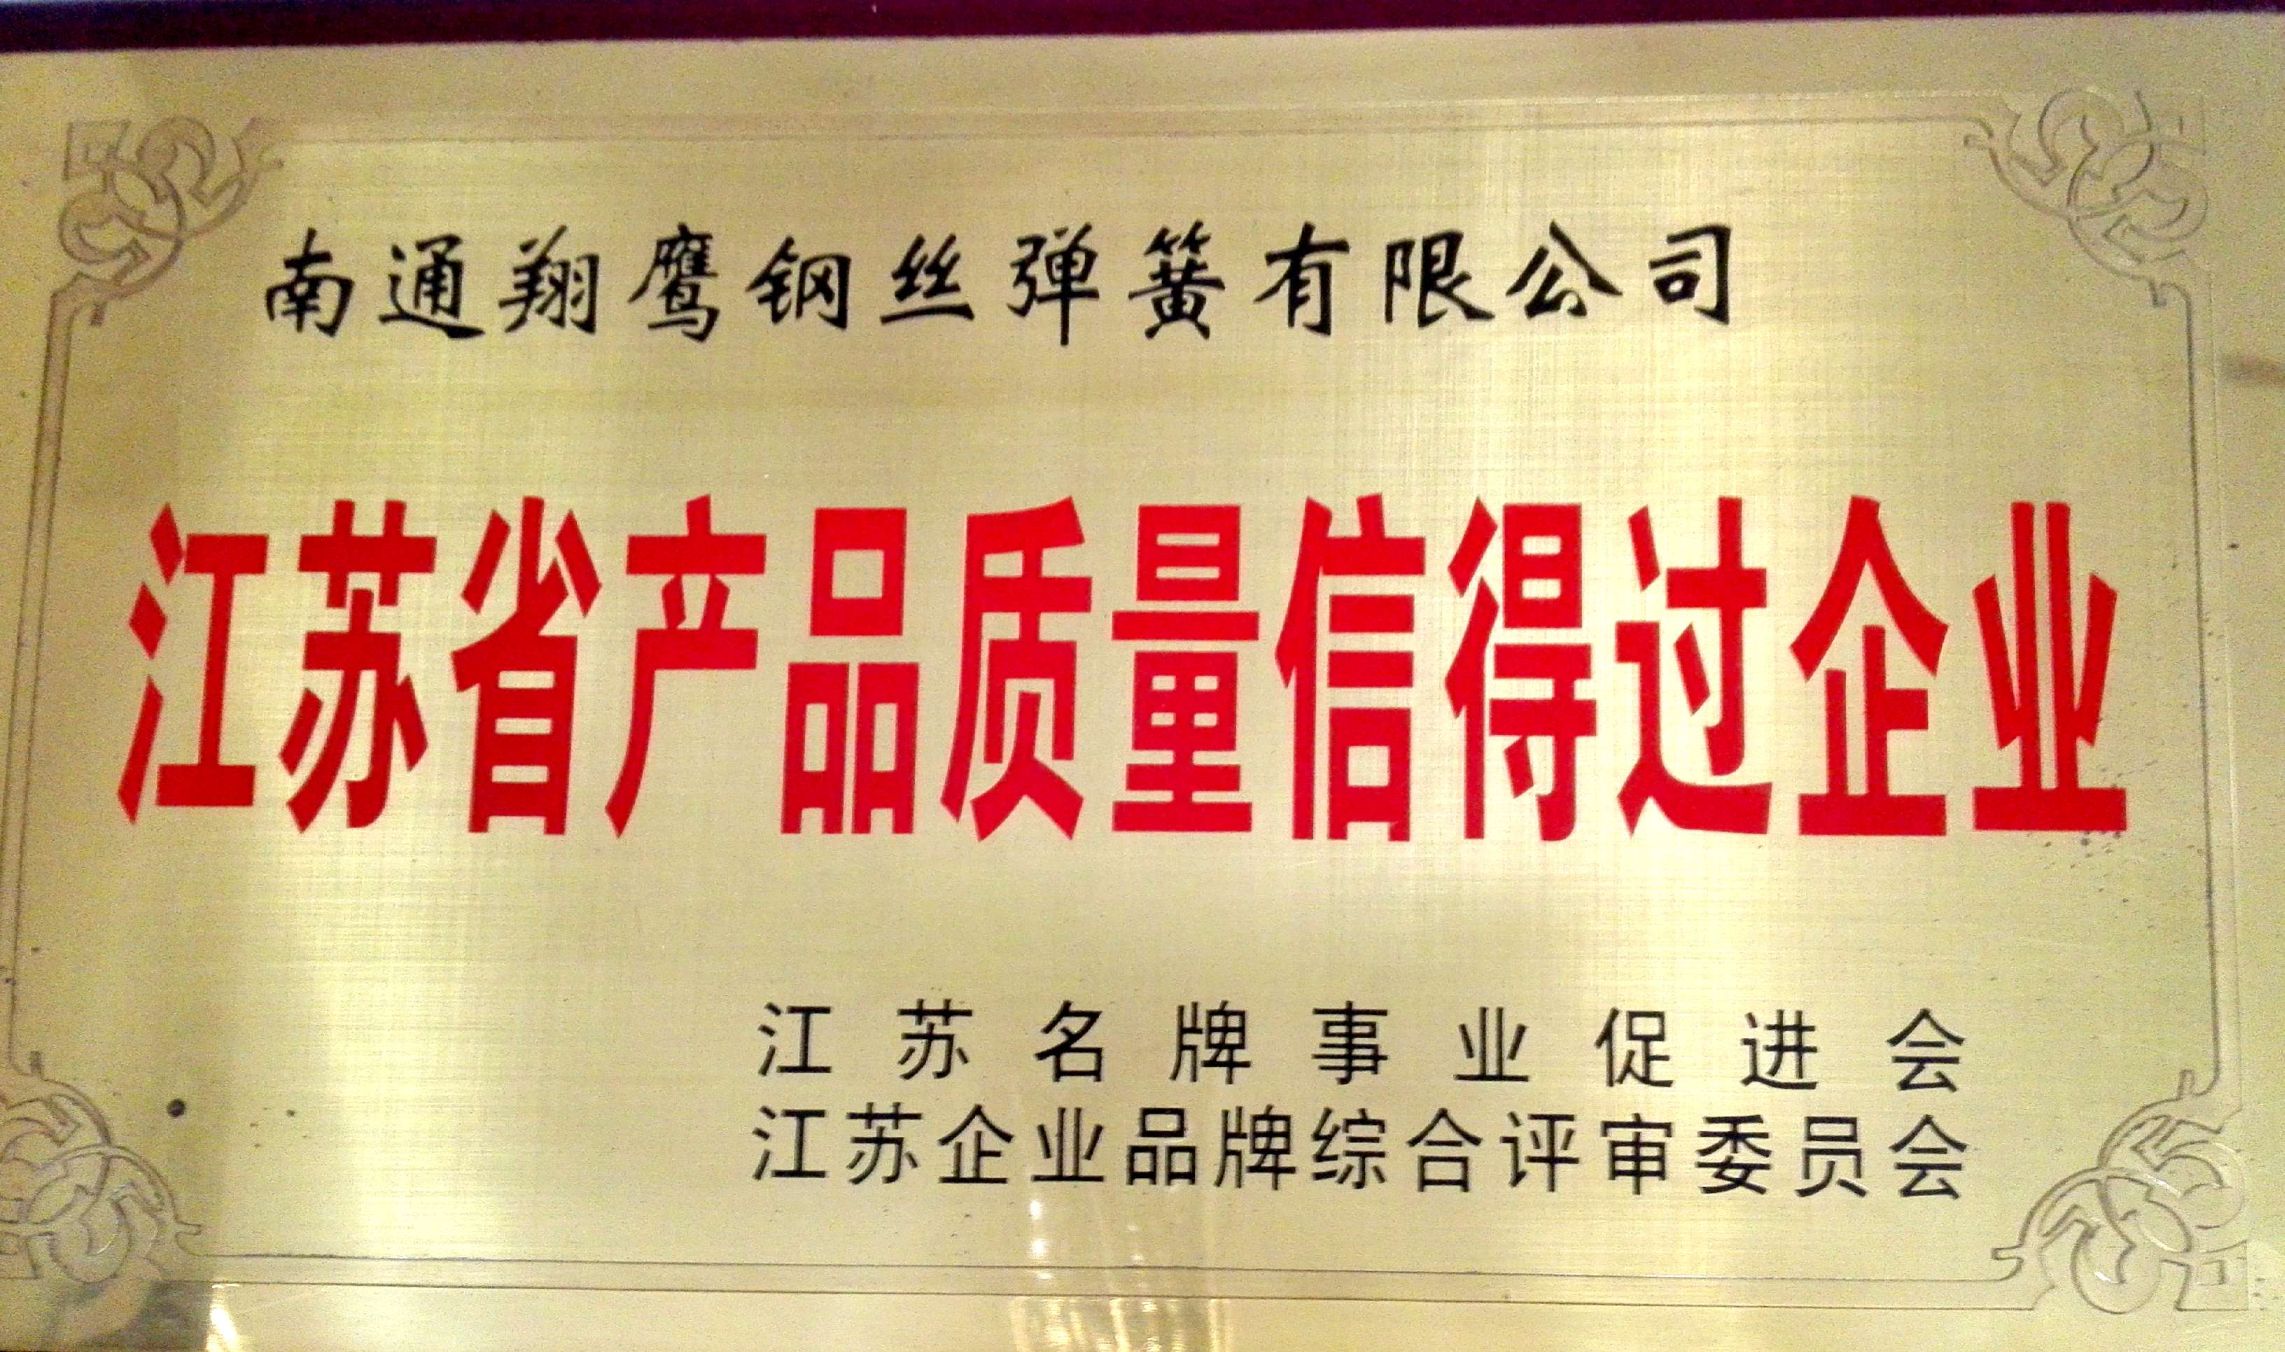 南通翔鹰钢丝弹簧有限公司
江苏省产品质量信得过企业
江苏名牌事业促进会
江苏企业品牌综合评审委员会